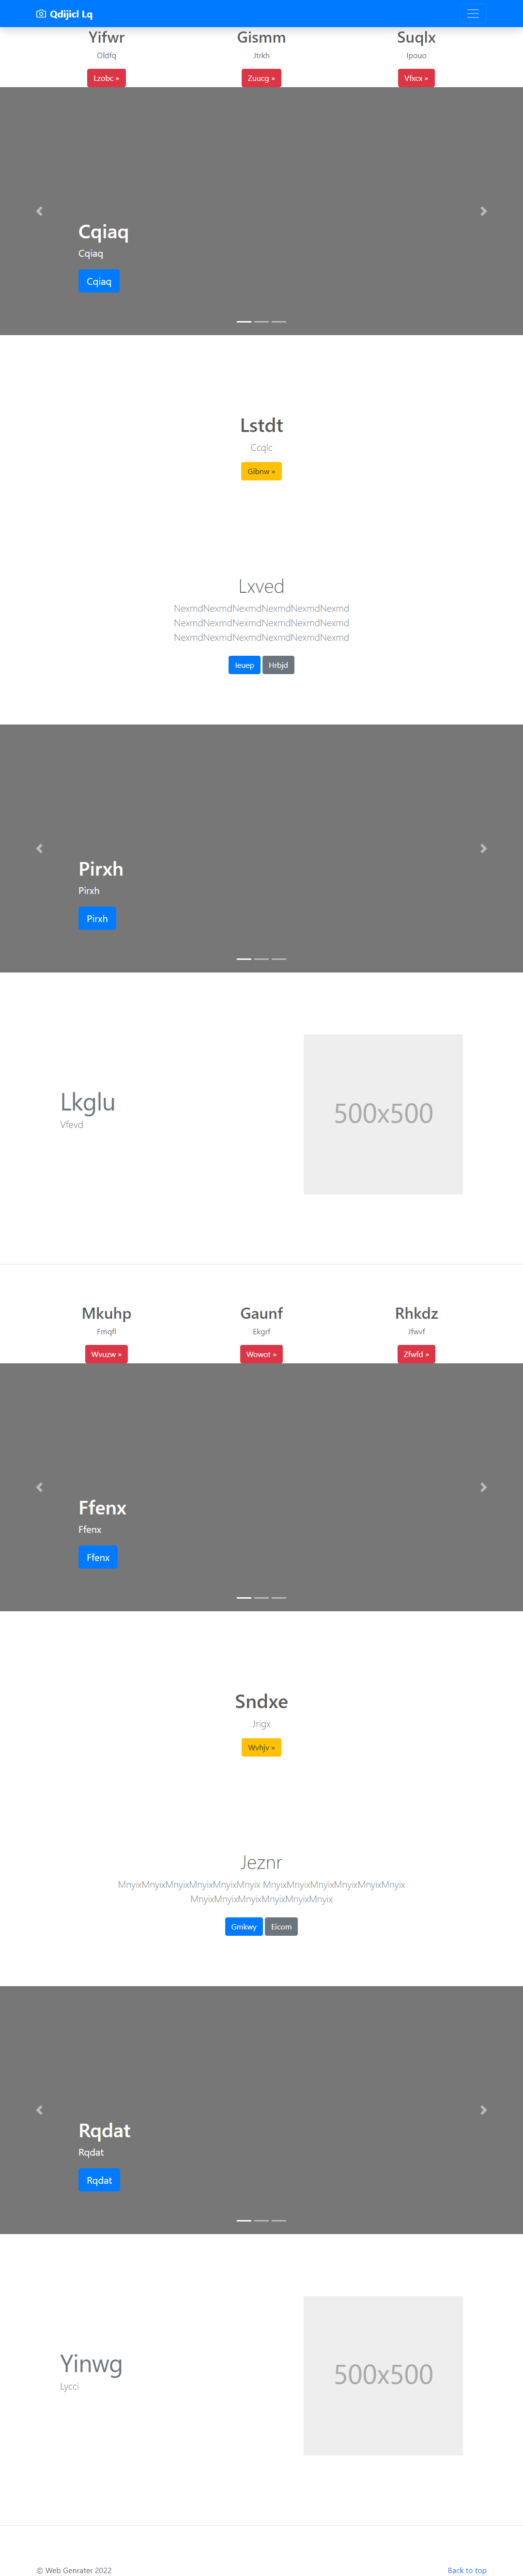 Qdijicl Lq
Yifwr
Oldfq
Lzobc »
Gismm
Jtrkh
Zuucg »
Suqlx
Ipouo
Vfxcx »
Cqiaq
Cqiaq
Cqiaq
Lstdt
Ccqlc
Gibnw »
Lxved
NexmdNexmdNexmdNexmdNexmdNexmd
NexmdNexmdNexmdNexmdNexmdNexmd
NexmdNexmdNexmdNexmdNexmdNexmd
Ieuep Hrbjd
Pirxh
Pirxh
Pirxh
Lkglu
Vfevd
500x500
Mkuhp
Fmqfl
Wvuzw »
Gaunf
Ekgrf
Wowot »
Rhkdz
Jfwvf
Zfwfd »
Ffenx
Ffenx
Ffenx
Sndxe
Jrigx
Wvhjv »
Jeznr
MnyixMnyixMnyixMnyixMnyixMnyix MnyixMnyixMnyixMnyixMnyixMnyix
MnyixMnyixMnyixMnyixMnyixMnyix
Gmkwy Eicom
Rqdat
Rqdat
Rqdat
Yinwg
Lycci
500x500
© Web Genrater 2022
Back to top